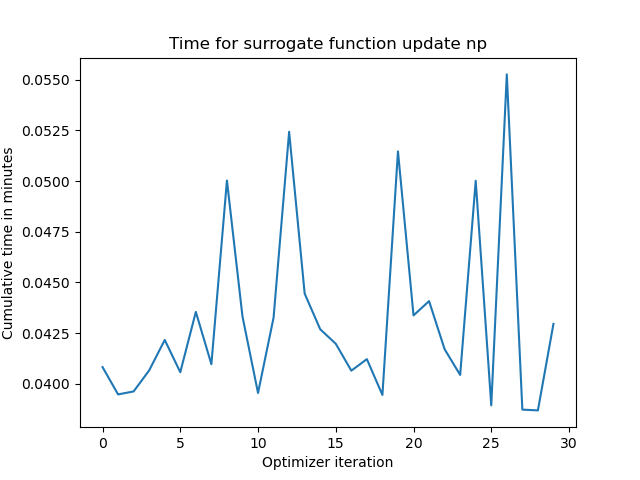 Time for surrogate function update np
Cumulative time in minutes
0.0550
0.0525
0.0500
0.0475
0.0450
0.0425
0.0400
0 5 10 15 20 25 30
Optimizer iteration